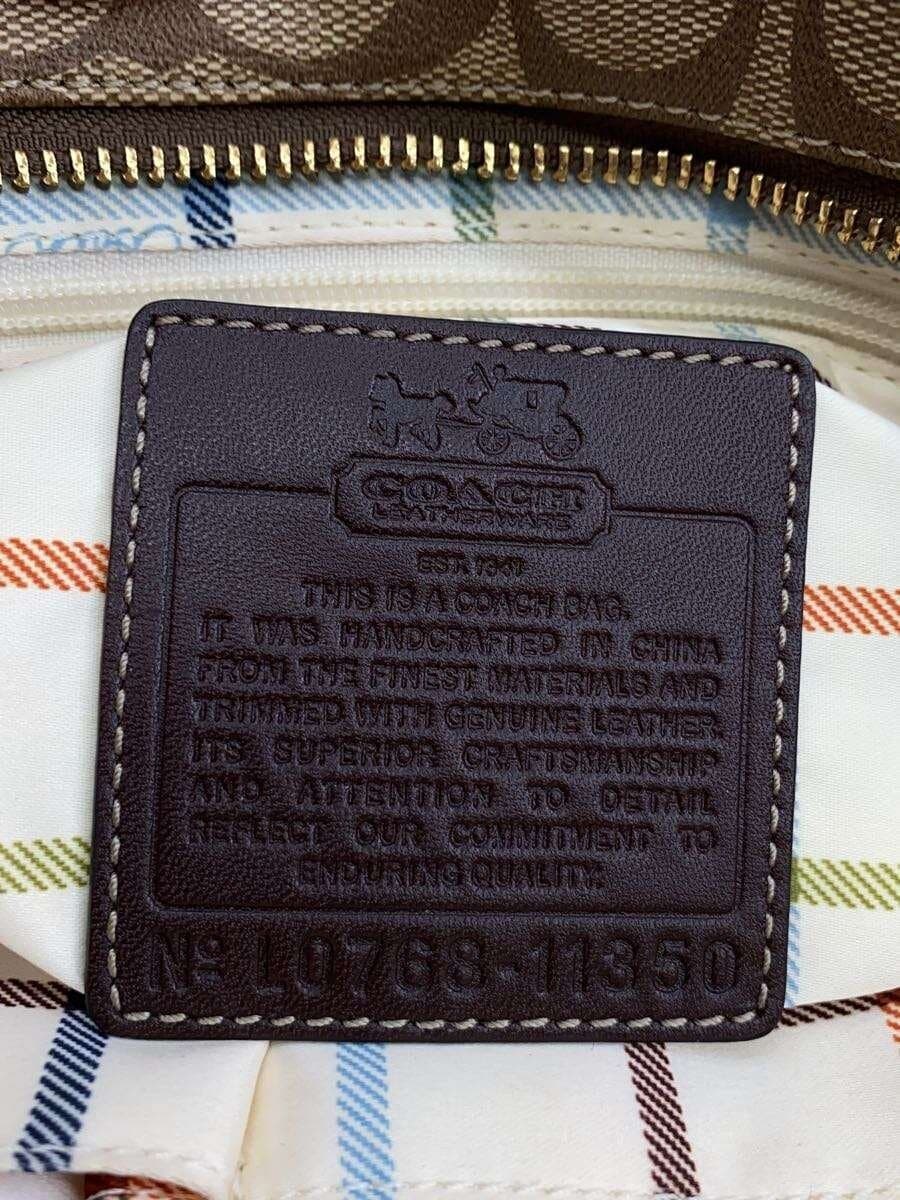 COACH
LEATHERWARE
EST. 1941
THIS IS A COACH BAG.
IT WAS HANDCRAFTED IN CHINA
FROM THE FINEST MATERIALS AND
TRIMMED WITH GENUINE LEATHER.
ITS SUPERIOR CRAFTSMANSHIP
AND ATTENTION TO DETAIL
REFLECT OUR COMMITMENT TO
ENDURING QUALITY.
Nº L0768-11350